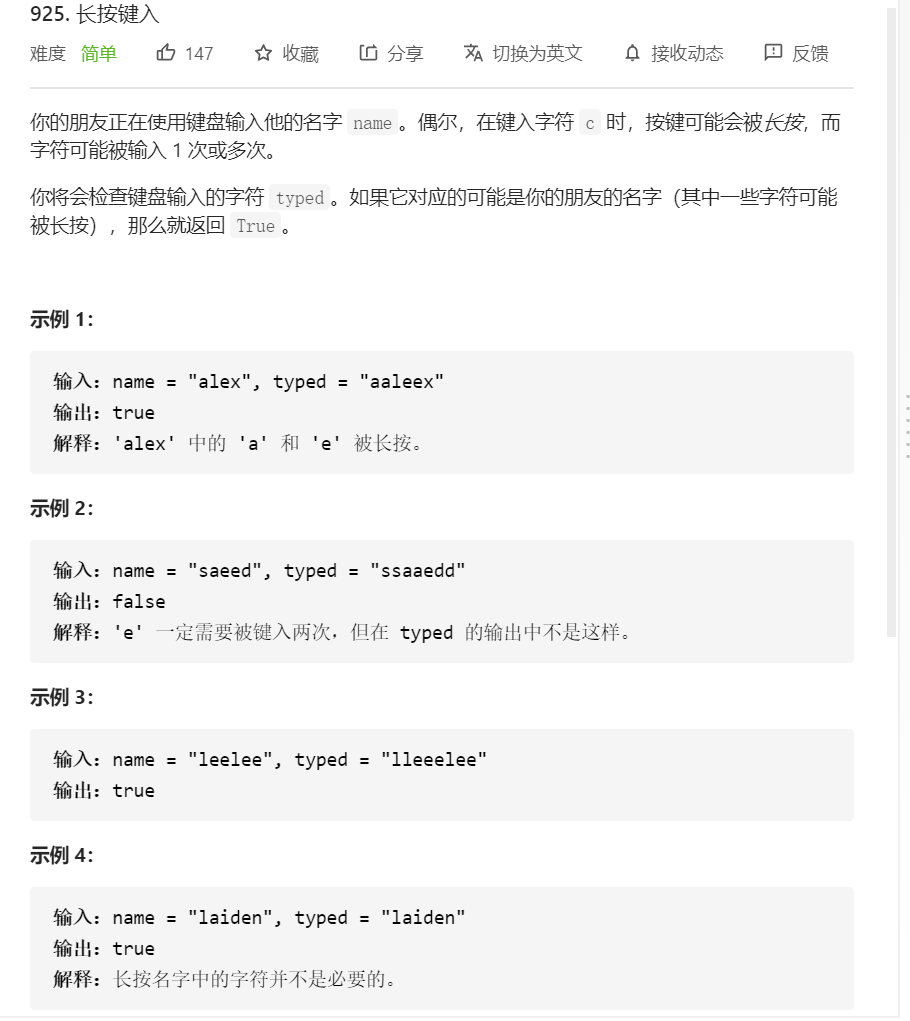 925. 长按键入
难度 简单 147 收藏 分享 切换为英文 接收动态 反馈
你的朋友正在使用键盘输入他的名字 name。偶尔，在键入字符 c 时，按键可能会被长按，而
字符可能被输入 1 次或多次。
你将会检查键盘输入的字符 typed。如果它对应的可能是你的朋友的名字（其中一些字符可能
被长按），那么就返回 True。
示例 1：
输入：name = "alex", typed = "aaleex"
输出：true
解释：'alex' 中的 'a' 和 'e' 被长按。
示例 2：
输入：name = "saeed", typed = "ssaaedd"
输出：false
解释：'e' 一定需要被键入两次，但在 typed 的输出中不是这样。
示例 3：
输入：name = "leelee", typed = "lleeelee"
输出：true
示例 4：
输入：name = "laiden", typed = "laiden"
输出：true
解释：长按名字中的字符并不是必要的。